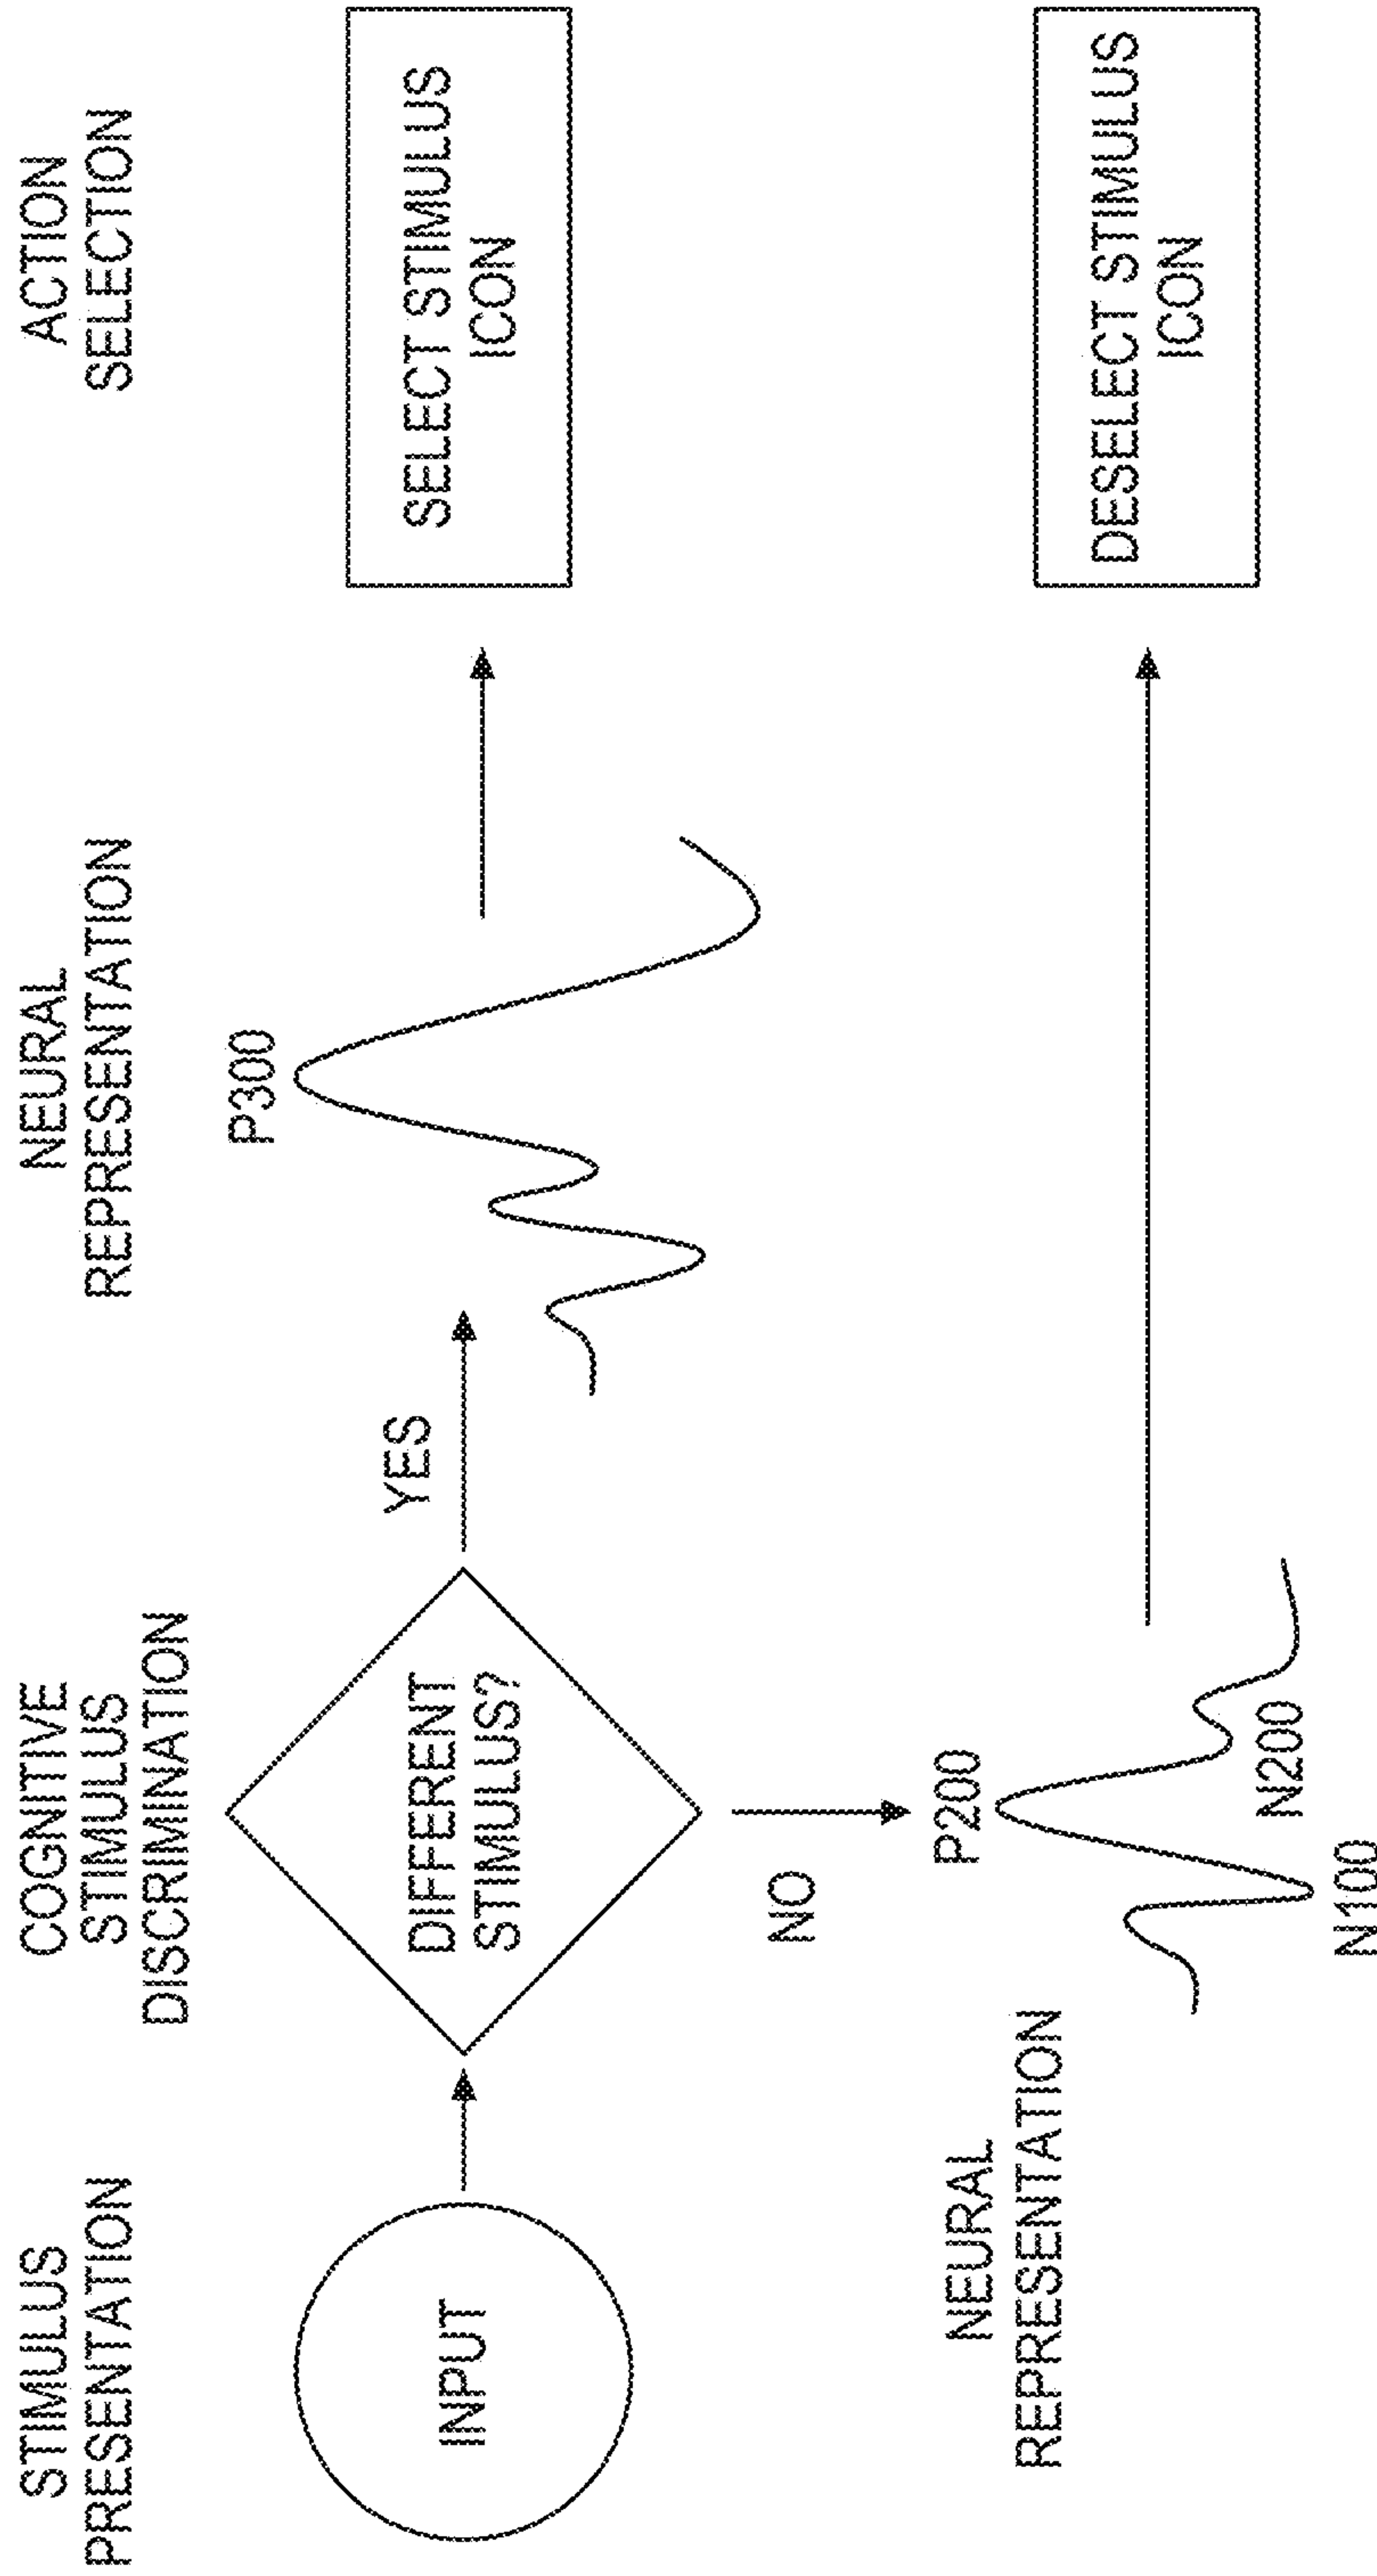 STIMULUS
PRESENTATION
COGNITIVE
STIMULUS
DISCRIMINATION
NEURAL
REPRESENTATION
ACTION
SELECTION
INPUT
DIFFERENT
STIMULUS?
YES
P300
SELECT STIMULUS
ICON
NO
NEURAL
REPRESENTATION
P200
N100
N200
DESELECT STIMULUS
ICON